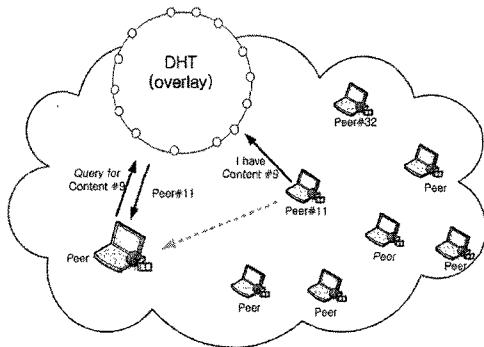 DHT
(overlay)
Peer#32
Query for
Content #9
Peer#11
I have
Content #9
Peer
Peer#11
Peer
Peer
Peer
Peer
Peer